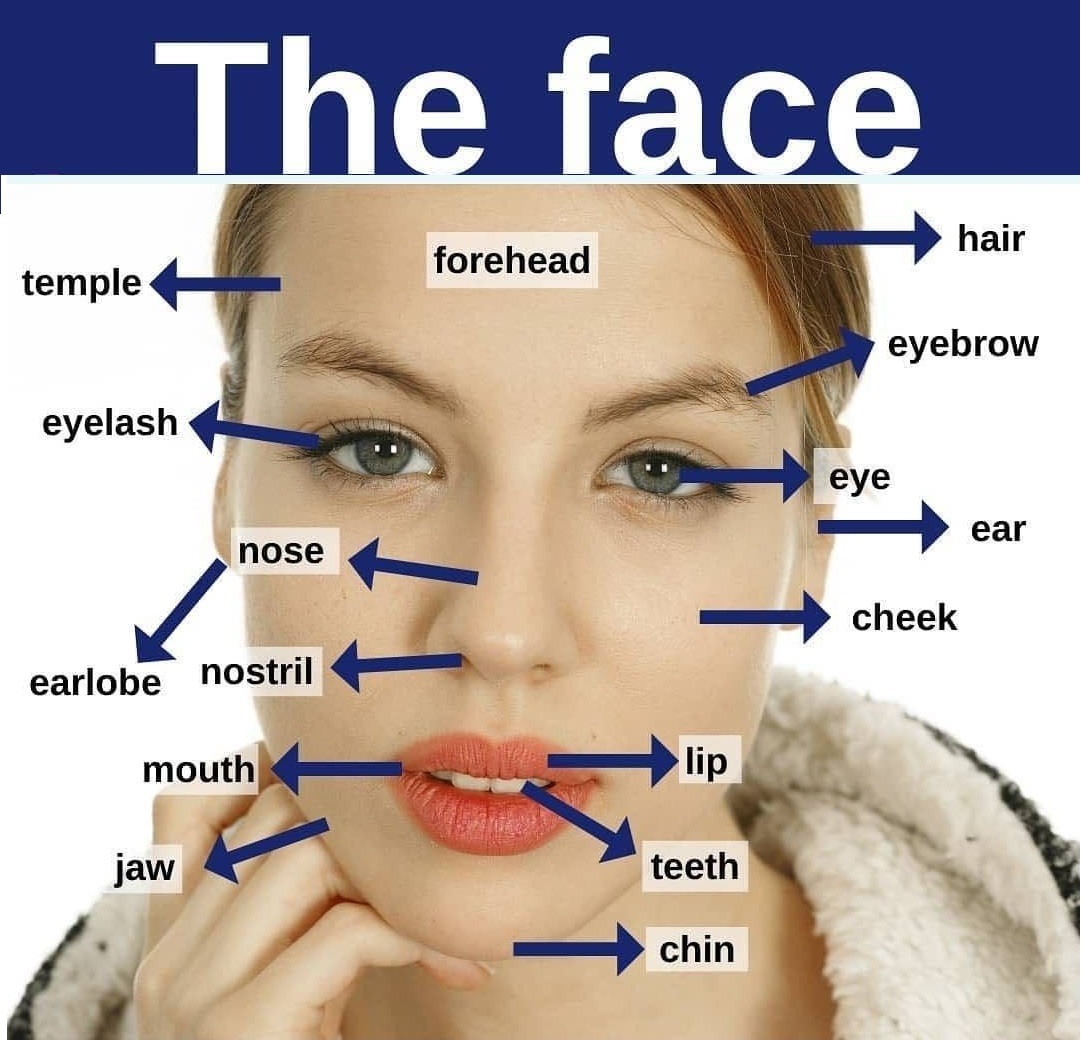 The face
forehead
hair
temple
eyebrow
eyelash
eye
ear
nose
cheek
earlobe
nostril
mouth
lip
jaw
teeth
chin